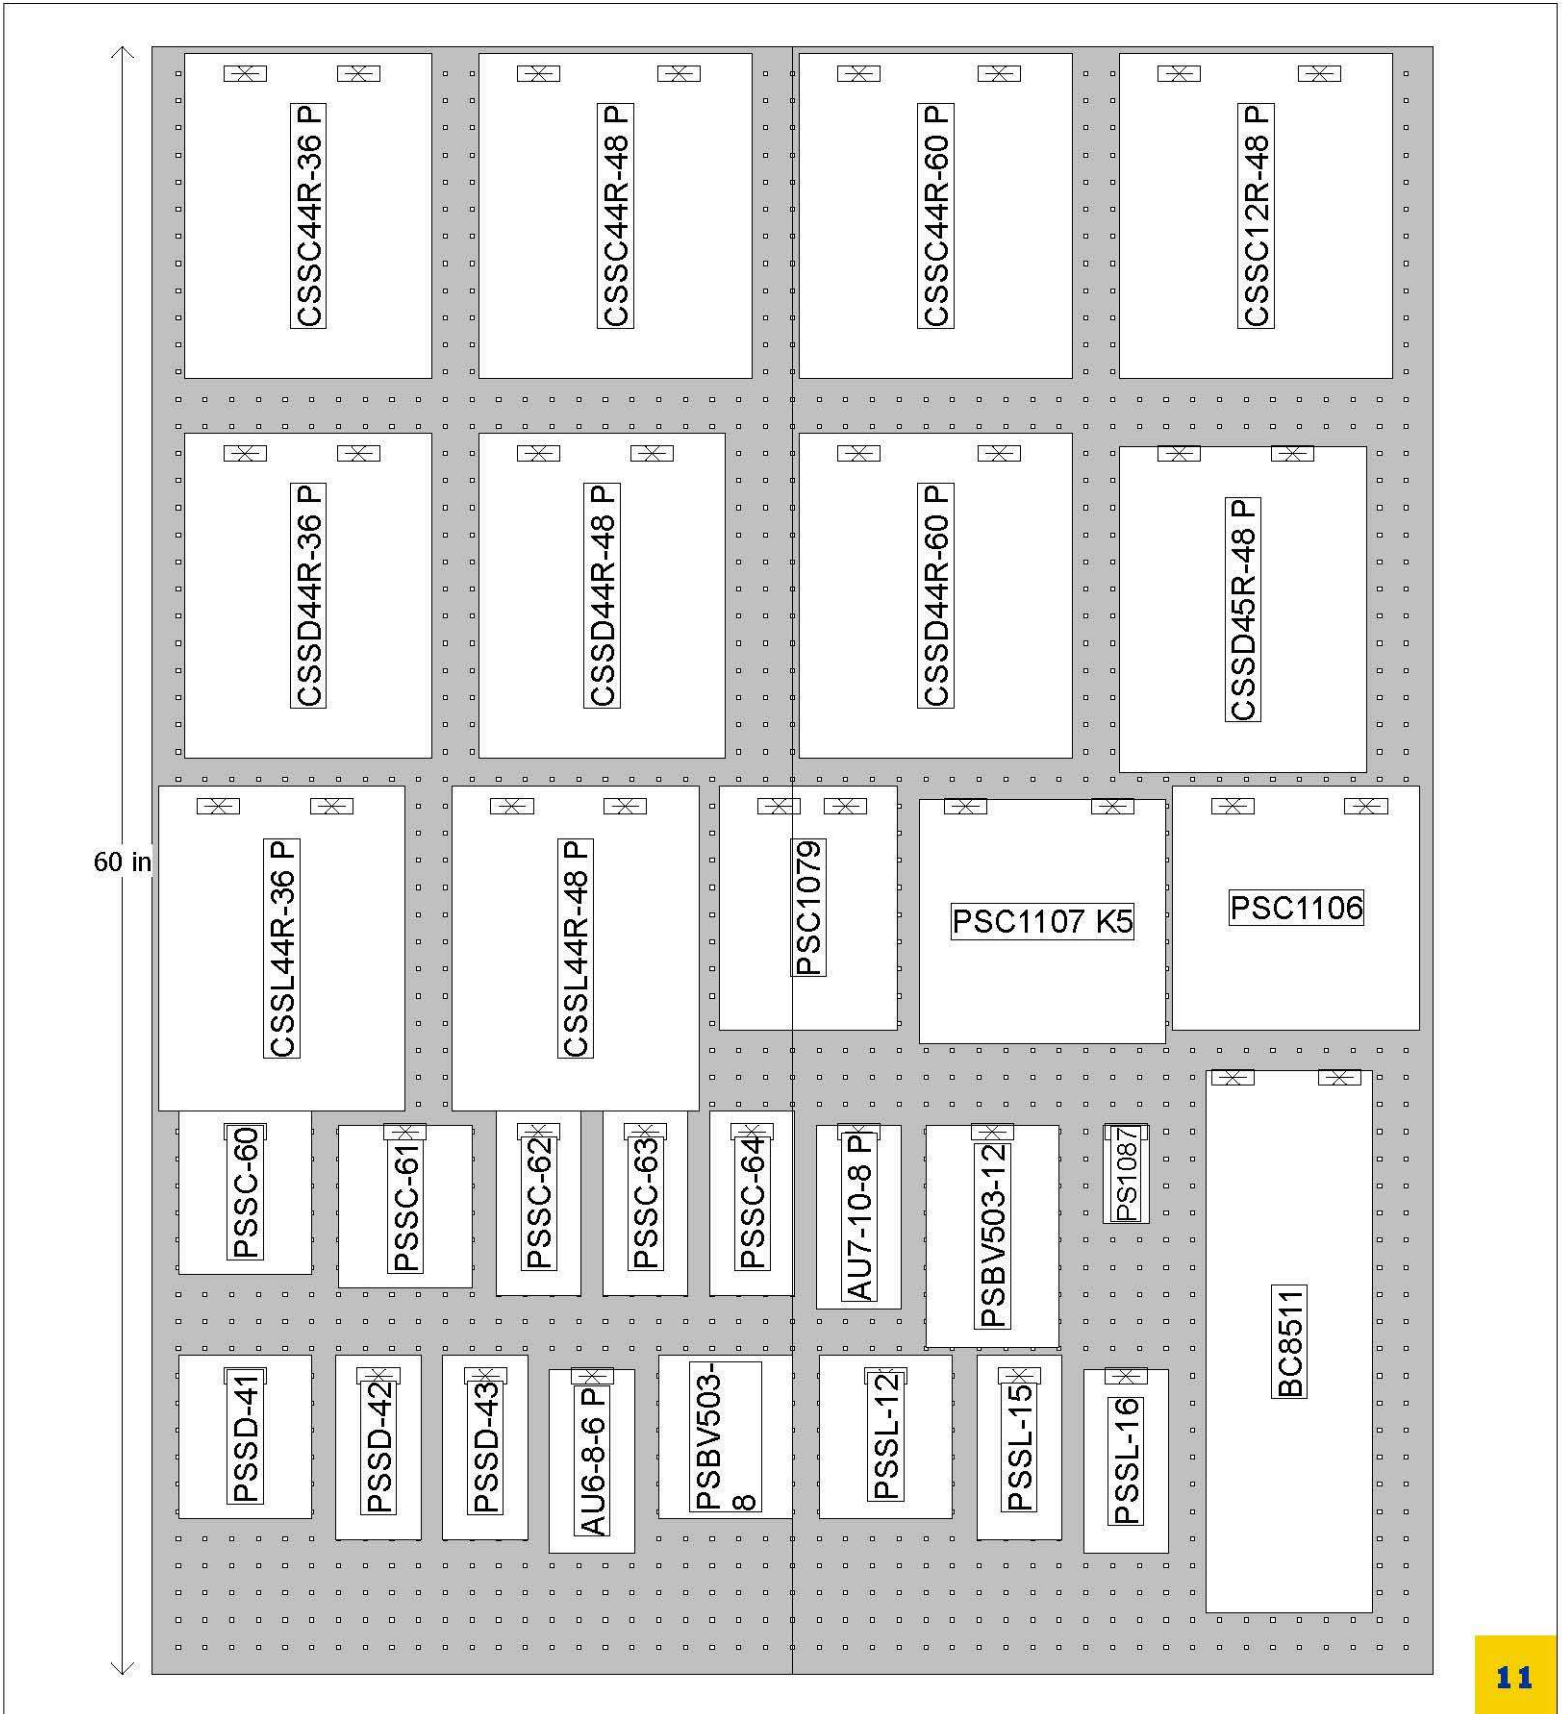 CSSC44R-36 P
CSSC44R-48 P
CSSC44R-60 P
CSSC12R-48 P
CSSD44R-36 P
CSSD44R-48 P
CSSD44R-60 P
CSSD45R-48 P
60 in
CSSL44R-36 P
CSSL44R-48 P
PSC1079
PSC1107 K5
PSC1106
PSSC-60
PSSC-61
PSSC-62
PSSC-63
PSSC-64
AU7-10-8 P
PSBV503-12
PS1087
BC8511
PSSD-41
PSSD-42
PSSD-43
AU6-8-6 P
PSBV503-
8
PSSL-12
PSSL-15
PSSL-16
11